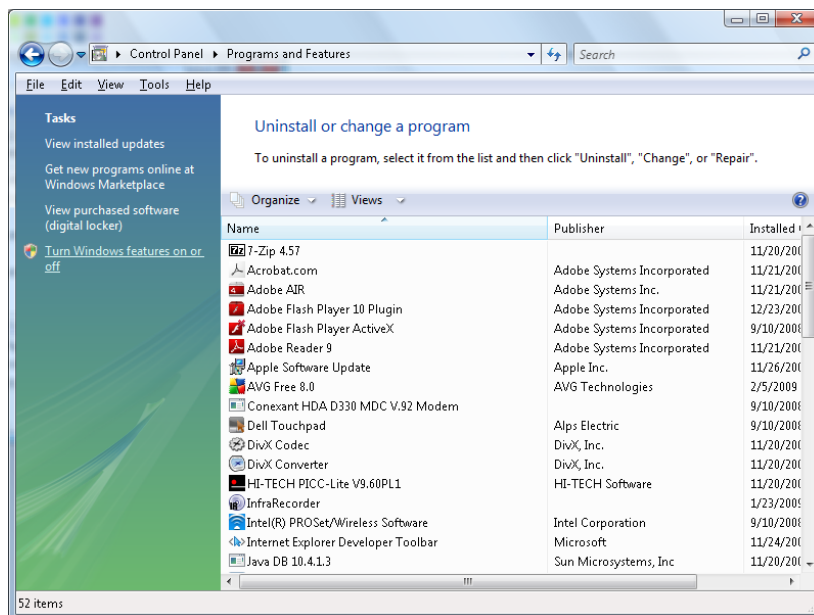 Control Panel Programs and Features Search
File Edit View Tools Help
Tasks
View installed updates
Get new programs online at
Windows Marketplace
View purchased software
(digital locker)
Turn Windows features on or
off
Uninstall or change a program
To uninstall a program, select it from the list and then click "Uninstall", "Change", or "Repair".
Organize Views
Name Publisher Installed
7-Zip 4.57 11/20/200
Acrobat.com Adobe Systems Incorporated 11/21/200
Adobe AIR Adobe Systems Inc. 11/21/200
Adobe Flash Player 10 Plugin Adobe Systems Incorporated 12/23/200
Adobe Flash Player ActiveX Adobe Systems Incorporated 9/10/2008
Adobe Reader 9 Adobe Systems Incorporated 11/21/200
Apple Software Update Apple Inc. 11/26/200
AVG Free 8.0 AVG Technologies 2/5/2009
Conexant HDA D330 MDC V.92 Modem 9/10/2008
Dell Touchpad Alps Electric 9/10/2008
DivX Codec DivX, Inc. 11/20/200
DivX Converter DivX, Inc. 11/20/200
HI-TECH PICC-Lite V9.60PL1 HI-TECH Software 11/20/200
InfraRecorder 1/23/2009
Intel(R) PROSet/Wireless Software Intel Corporation 9/10/2008
Internet Explorer Developer Toolbar Microsoft 11/24/200
Java DB 10.4.1.3 Sun Microsystems, Inc 11/20/200
52 items